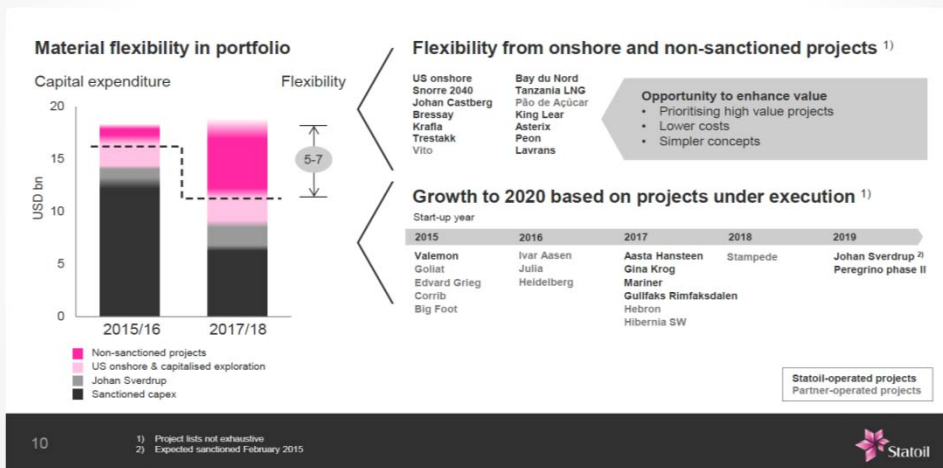 Material flexibility in portfolio
Capital expenditure
Flexibility
USD bn
20
15
10
5
0
5-7
2015/16
2017/18
Non-sanctioned projects
US onshore & capitalised exploration
Johan Sverdrup
Sanctioned capex
Flexibility from onshore and non-sanctioned projects 1)
US onshore
Snorre 2040
Johan Castberg
Bressay
Krafla
Trestakk
Vito
Bay du Nord
Tanzania LNG
Pão de Açúcar
King Lear
Asterix
Peon
Lavrans
Opportunity to enhance value
• Prioritising high value projects
• Lower costs
• Simpler concepts
Growth to 2020 based on projects under execution 1)
Start-up year
2015
Valemon
Goliat
Edvard Grieg
Corrib
Big Foot
2016
Ivar Aasen
Julia
Heidelberg
2017
Aasta Hansteen
Gina Krog
Mariner
Gullfaks Rimfaksdalen
Hebron
Hibernia SW
2018
Stampede
2019
Johan Sverdrup 2)
Peregrino phase II
Statoil-operated projects
Partner-operated projects
10
1) Project lists not exhaustive
2) Expected sanctioned February 2015
Statoil